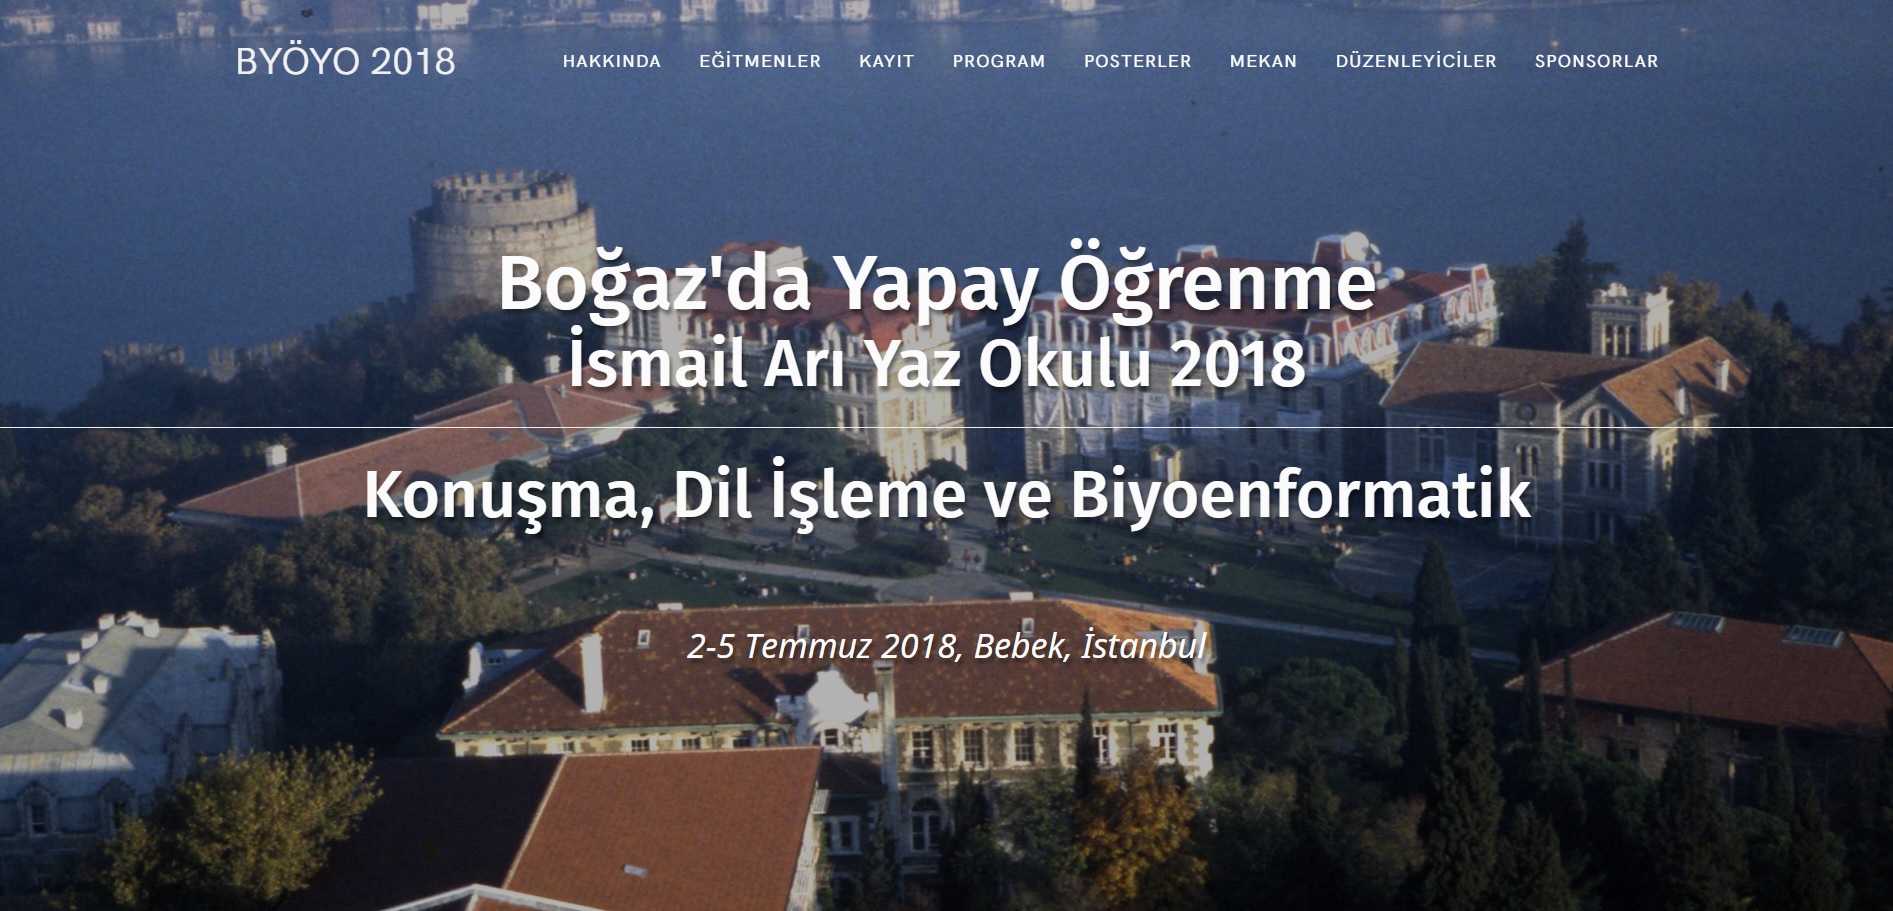 BYÖYO 2018
HAKKINDA EĞİTMENLER KAYIT PROGRAM POSTERLER MEKAN DÜZENLEYİCİLER SPONSORLAR
Boğaz'da Yapay Öğrenme
İsmail Arı Yaz Okulu 2018
Konuşma, Dil İşleme ve Biyoenformatik
2-5 Temmuz 2018, Bebek, İstanbul